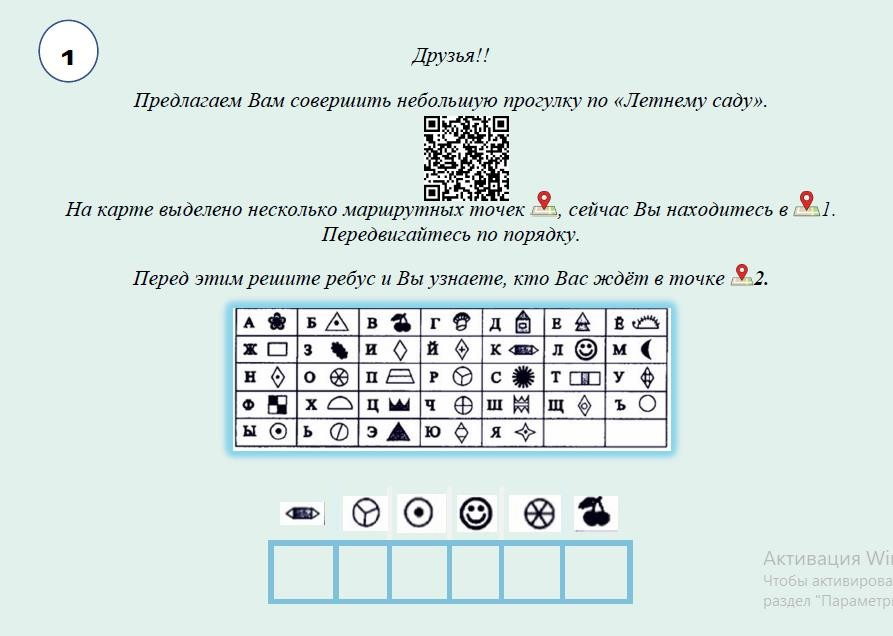 1
Друзья!!
Предлагаем Вам совершить небольшую прогулку по «Летнему саду».
На карте выделено несколько маршрутных точек , сейчас Вы находитесь в 1.
Передвигайтесь по порядку.
Перед этим решите ребус и Вы узнаете, кто Вас ждёт в точке 2.
А Б В Г Д Е Ё
Ж З И Й К Л М
Н О П Р С Т У
Ф Х Ц Ч Ш Щ Ъ
Ы Ь Э Ю Я
Активация Wi
Чтобы активирова
раздел "Параметр